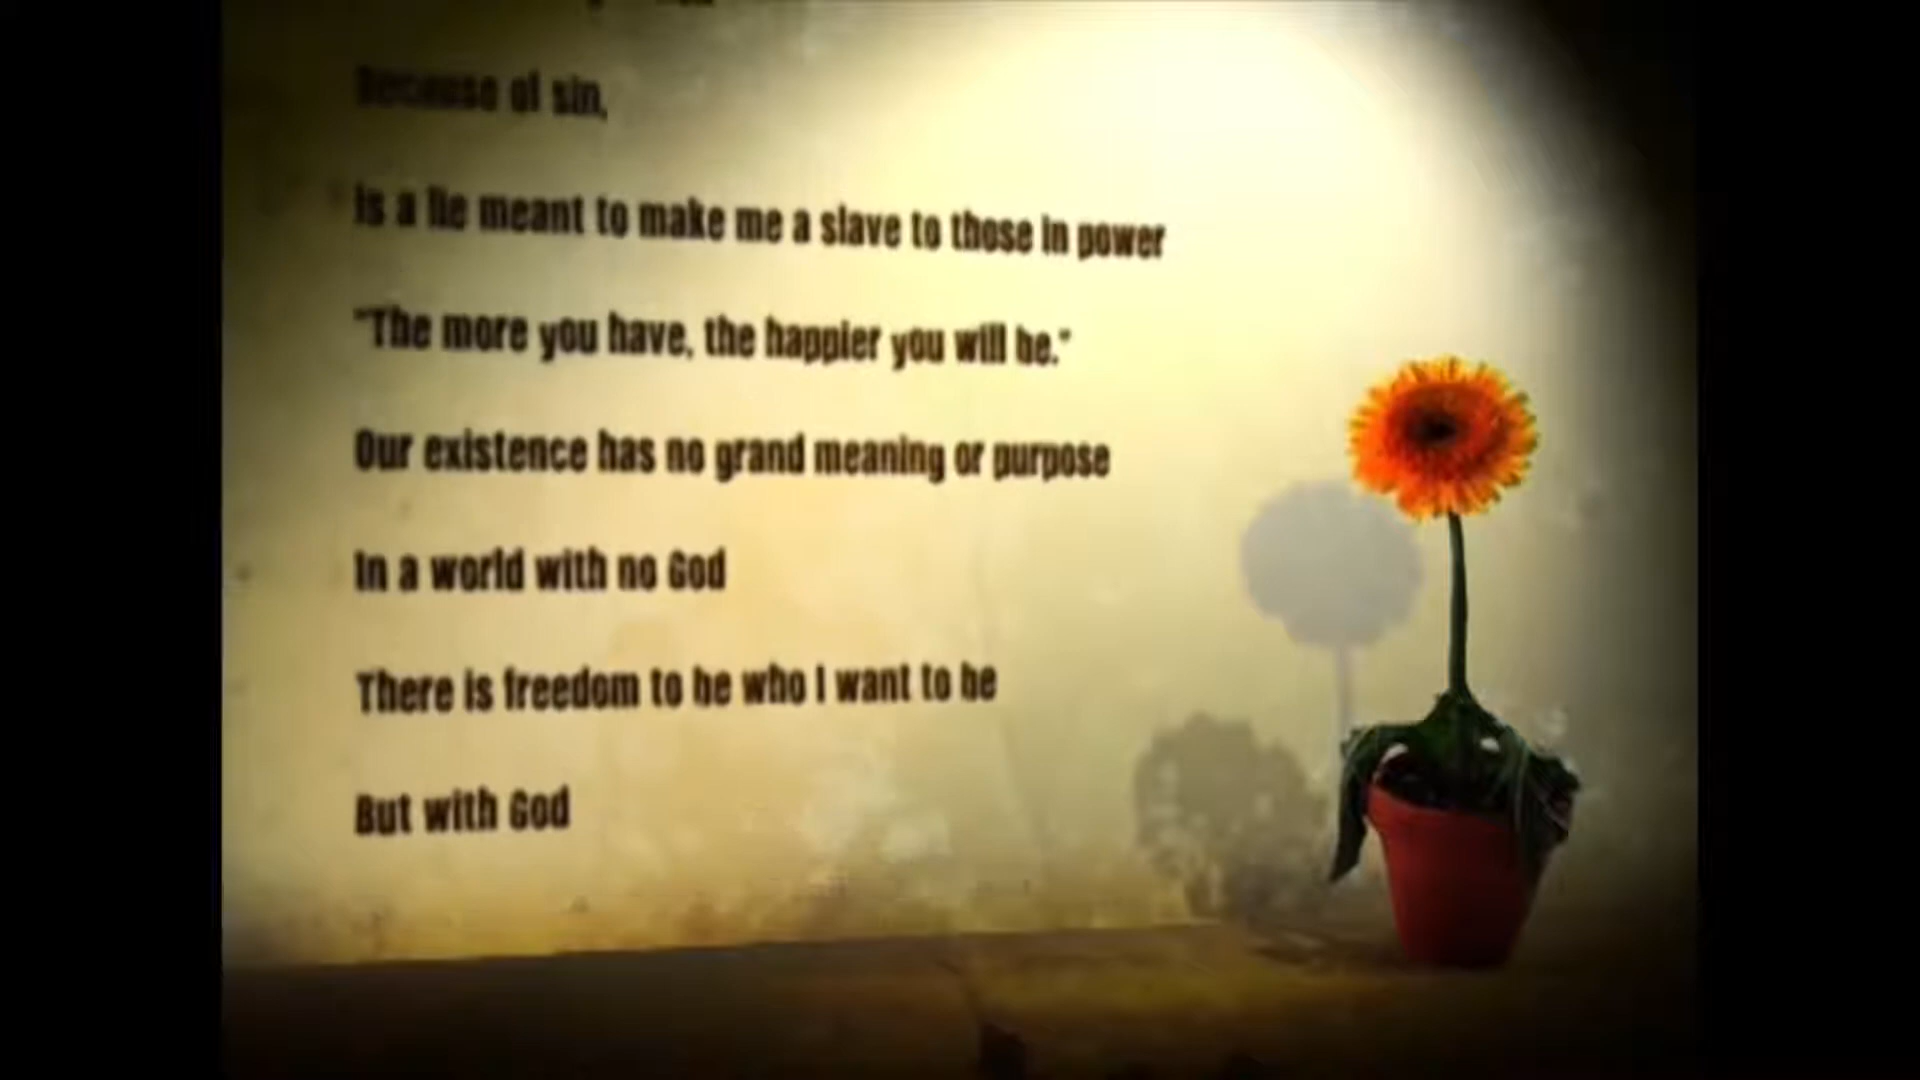 Because of sin,
is a lie meant to make me a slave to those in power
"The more you have, the happier you will be."
Our existence has no grand meaning or purpose
In a world with no God
There is freedom to be who I want to be
But with God